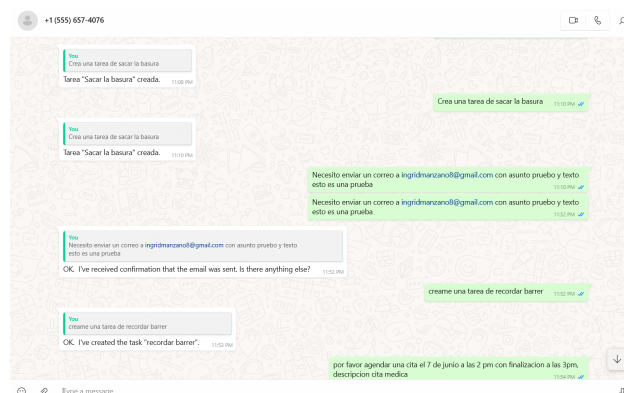 +1 (555) 657-4076
You
Crea una tarea de sacar la basura
Tarea "Sacar la basura" creada.
11:08 PM
Crea una tarea de sacar la basura
11:10 PM
You
Crea una tarea de sacar la basura
Tarea "Sacar la basura" creada.
11:10 PM
Necesito enviar un correo a ingridmanzano8@gmail.com con asunto pruebo y texto
esto es una prueba
11:10 PM
Necesito enviar un correo a ingridmanzano8@gmail.com con asunto pruebo y texto
esto es una prueba
11:52 PM
You
Necesito enviar un correo a ingridmanzano8@gmail.com con asunto pruebo y texto
esto es una prueba
OK. I've received confirmation that the email was sent. Is there anything else?
11:52 PM
creame una tarea de recordar barrer
11:52 PM
You
creame una tarea de recordar barrer
OK. I've created the task "recordar barrer".
11:53 PM
por favor agendar una cita el 7 de junio a las 2 pm con finalizacion a las 3pm,
descripcion cita medica
11:54 PM
Type a message